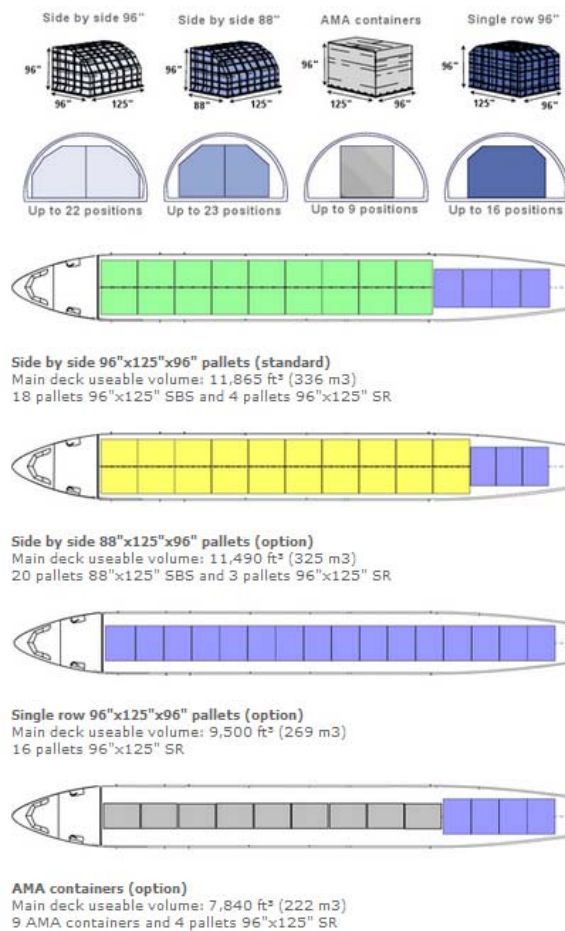 Side by side 96" Side by side 88" AMA containers Single row 96"
96" 96" 96" 96"
96" 125" 88" 125" 125" 96" 125" 96"
Up to 22 positions Up to 23 positions Up to 9 positions Up to 16 positions
Side by side 96"x125"x96" pallets (standard)
Main deck useable volume: 11,865 ft³ (336 m3)
18 pallets 96"x125" SBS and 4 pallets 96"x125" SR
Side by side 88"x125"x96" pallets (option)
Main deck useable volume: 11,490 ft³ (325 m3)
20 pallets 88"x125" SBS and 3 pallets 96"x125" SR
Single row 96"x125"x96" pallets (option)
Main deck useable volume: 9,500 ft³ (269 m3)
16 pallets 96"x125" SR
AMA containers (option)
Main deck useable volume: 7,840 ft³ (222 m3)
9 AMA containers and 4 pallets 96"x125" SR